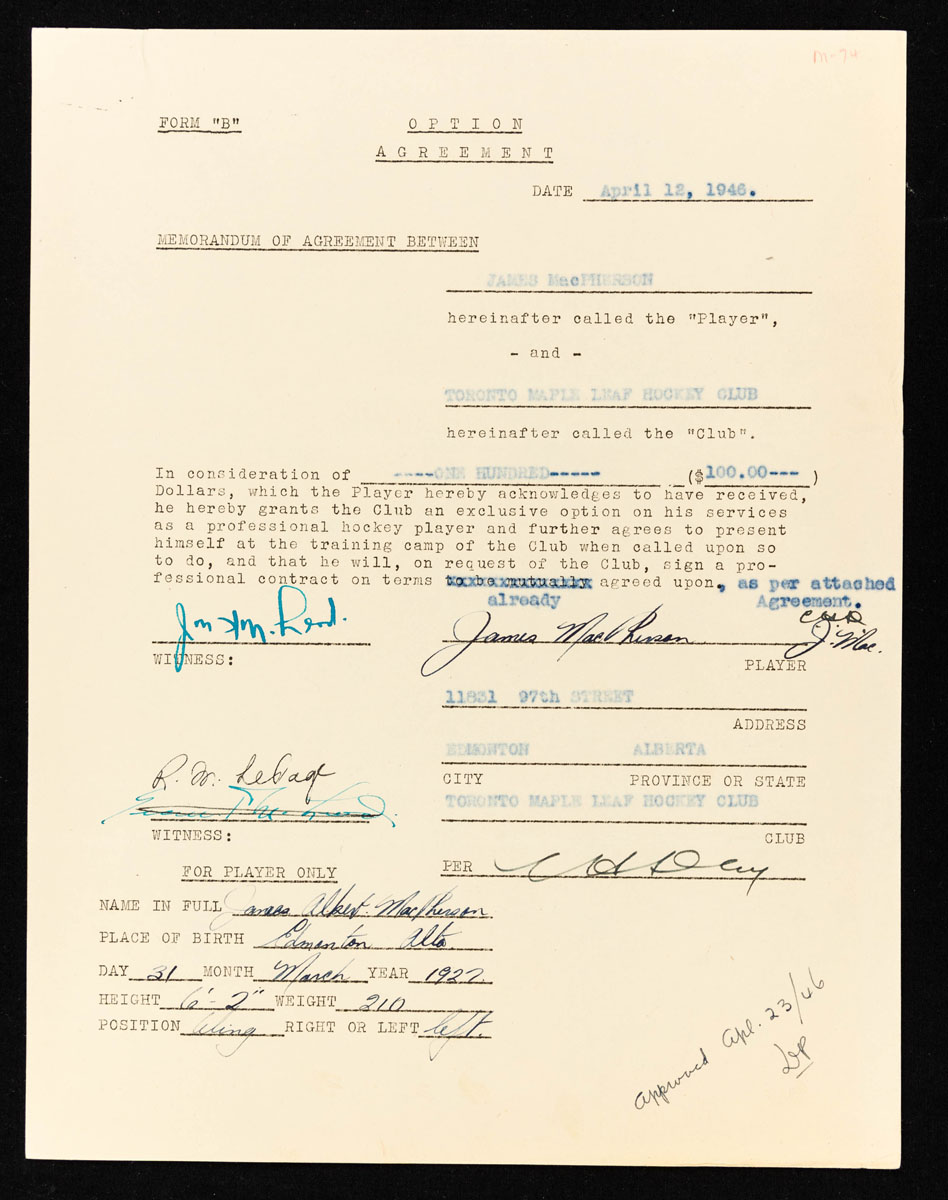 m-74
FORM "B"
OPTION
AGREEMENT
DATE April 12, 1946.
MEMORANDUM OF AGREEMENT BETWEEN
JAMES MacPHERSON
hereinafter called the "Player",
- and -
TORONTO MAPLE LEAF HOCKEY CLUB
hereinafter called the "Club".
In consideration of ----ONE HUNDRED----- ($100.00---)
Dollars, which the Player hereby acknowledges to have received,
he hereby grants the Club an exclusive option on his services
as a professional hockey player and further agrees to present
himself at the training camp of the Club when called upon so
to do, and that he will, on request of the Club, sign a pro-
fessional contract on terms to be mutually agreed upon, as per attached
already Agreement.
James MacPherson J. Mac.
WITNESS: PLAYER
11831 97th STREET
ADDRESS
EDMONTON ALBERTA
CITY PROVINCE OR STATE
R. M. LeSage
TORONTO MAPLE LEAF HOCKEY CLUB
WITNESS: CLUB
FOR PLAYER ONLY
PER
NAME IN FULL James Albert MacPherson
PLACE OF BIRTH Edmonton Alta.
DAY 31 MONTH March YEAR 1927
HEIGHT 6'-2" WEIGHT 210
POSITION Wing RIGHT OR LEFT left.
Approved Apl. 23/46